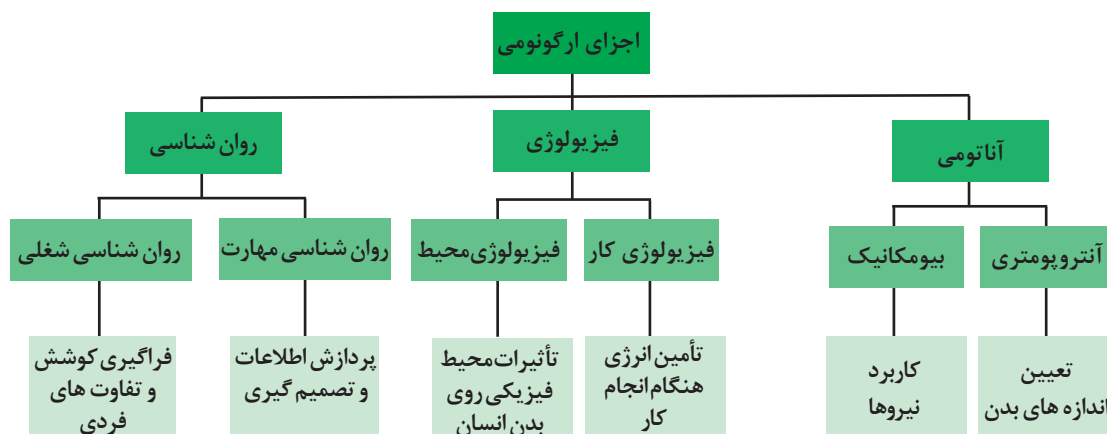 اجزای ارگونومی
آناتومی
فیزیولوژی
روان شناسی
آنتروپومتری
بیومکانیک
فیزیولوژی کار
فیزیولوژی محیط
روان شناسی مهارت
روان شناسی شغلی
تعیین
اندازه های بدن
کاربرد
نیروها
تأمین انرژی
هنگام انجام
کار
تأثیرات محیط
فیزیکی روی
بدن انسان
پردازش اطلاعات
و تصمیم گیری
فراگیری کوشش
و تفاوت های
فردی